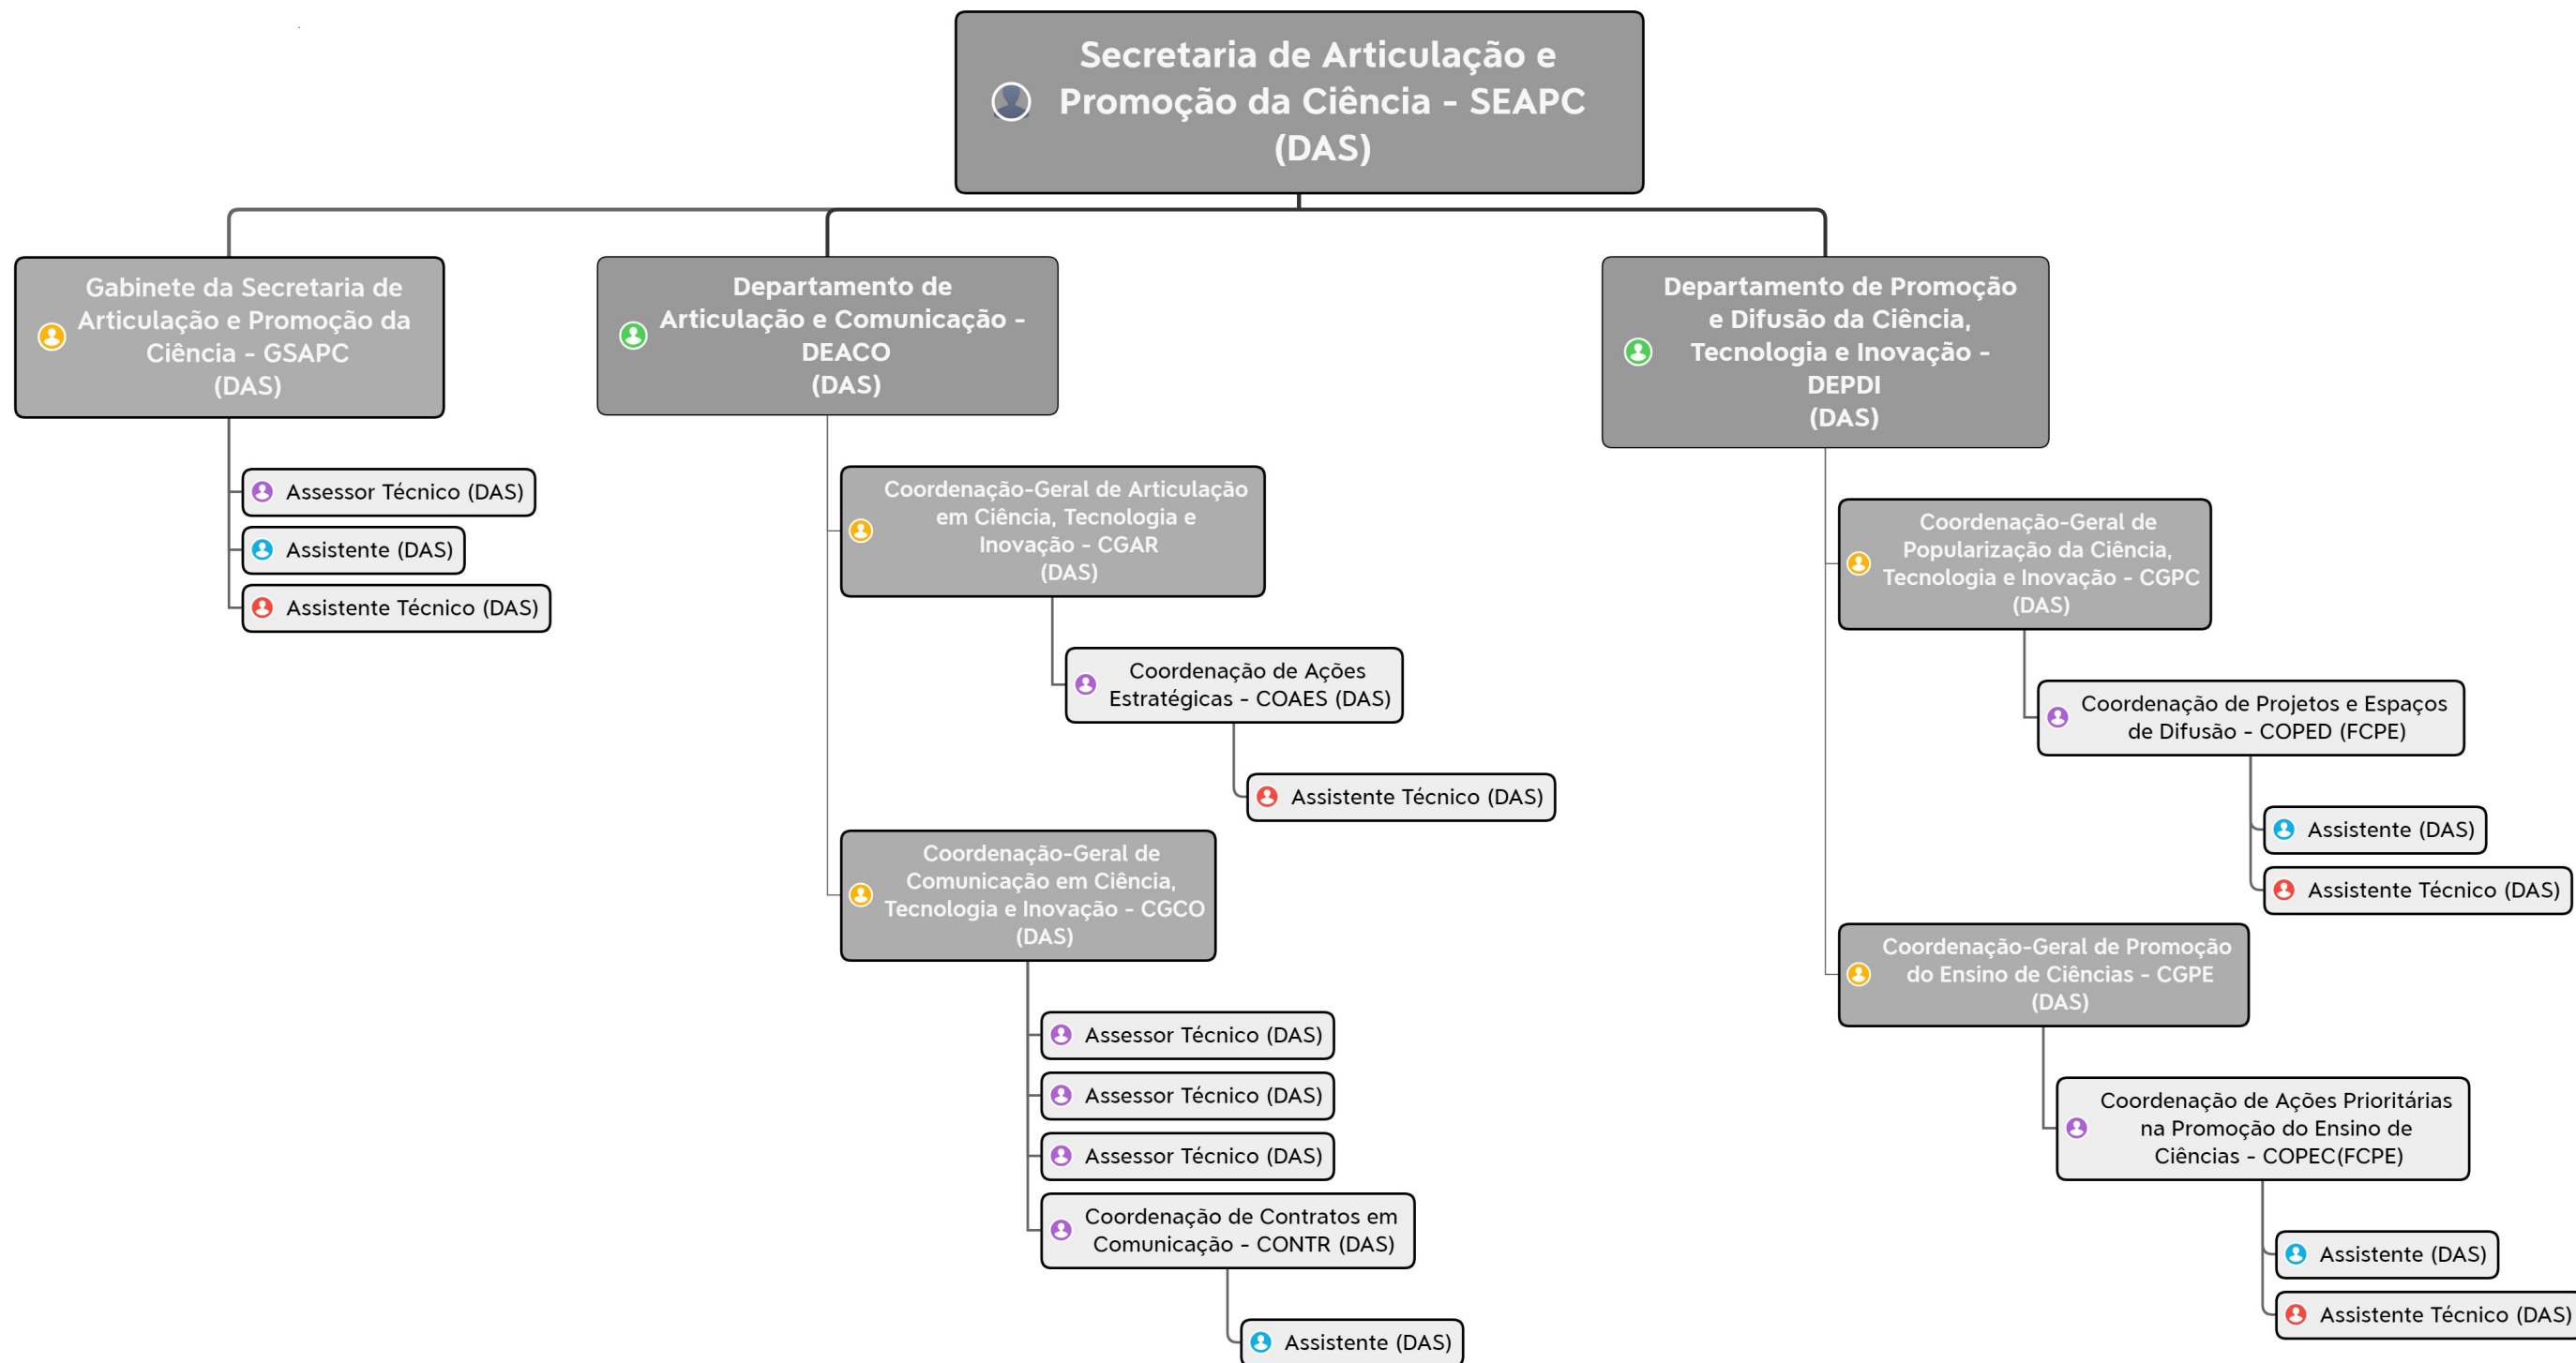 Secretaria de Articulação e
Promoção da Ciência - SEAPC
(DAS)
Gabinete da Secretaria de
Articulação e Promoção da
Ciência - GSAPC
(DAS)
Assessor Técnico (DAS)
Assistente (DAS)
Assistente Técnico (DAS)
Departamento de
Articulação e Comunicação -
DEACO
(DAS)
Coordenação-Geral de Articulação
em Ciência, Tecnologia e
Inovação - CGAR
(DAS)
Coordenação de Ações
Estratégicas - COAES (DAS)
Assistente Técnico (DAS)
Coordenação-Geral de
Comunicação em Ciência,
Tecnologia e Inovação - CGCO
(DAS)
Assessor Técnico (DAS)
Assessor Técnico (DAS)
Assessor Técnico (DAS)
Coordenação de Contratos em
Comunicação - CONTR (DAS)
Assistente (DAS)
Departamento de Promoção
e Difusão da Ciência,
Tecnologia e Inovação -
DEPDI
(DAS)
Coordenação-Geral de
Popularização da Ciência,
Tecnologia e Inovação - CGPC
(DAS)
Coordenação de Projetos e Espaços
de Difusão - COPED (FCPE)
Assistente (DAS)
Assistente Técnico (DAS)
Coordenação-Geral de Promoção
do Ensino de Ciências - CGPE
(DAS)
Coordenação de Ações Prioritárias
na Promoção do Ensino de
Ciências - COPEC(FCPE)
Assistente (DAS)
Assistente Técnico (DAS)